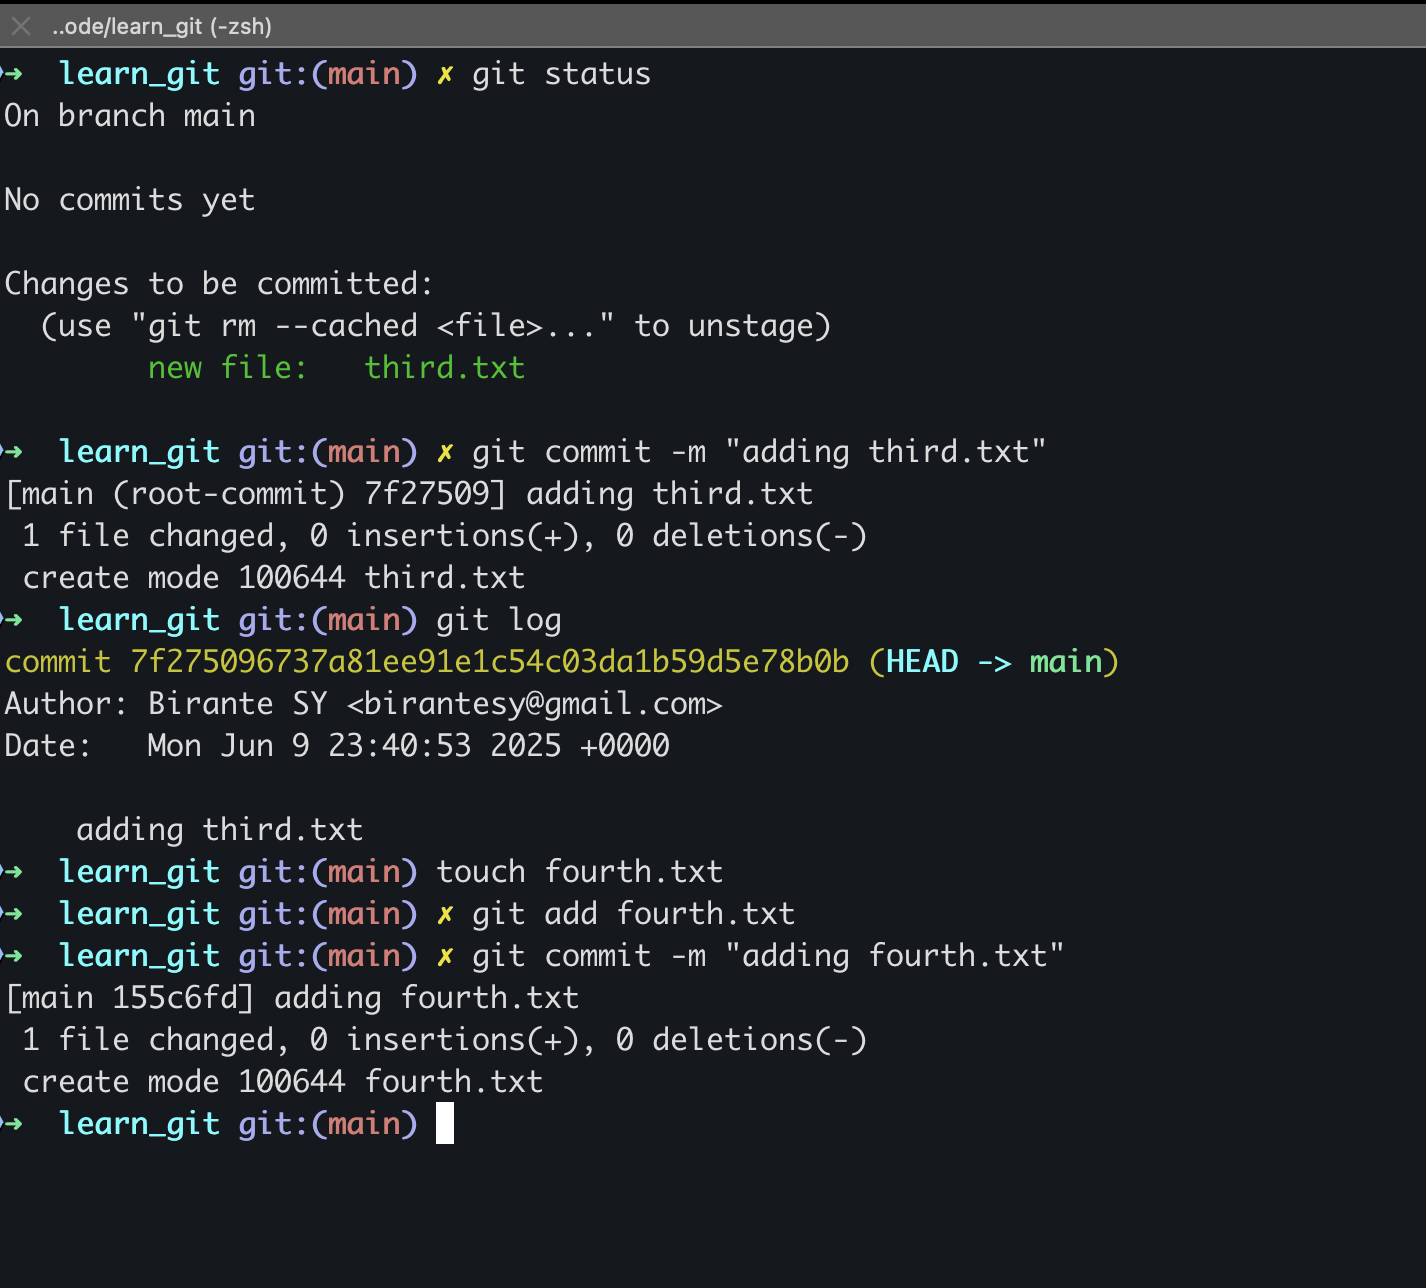 ..ode/learn_git (-zsh)
➜  learn_git git:(main) ✗ git status
On branch main

No commits yet

Changes to be committed:
  (use "git rm --cached <file>..." to unstage)
        new file:   third.txt

➜  learn_git git:(main) ✗ git commit -m "adding third.txt"
[main (root-commit) 7f27509] adding third.txt
 1 file changed, 0 insertions(+), 0 deletions(-)
 create mode 100644 third.txt
➜  learn_git git:(main) git log
commit 7f275096737a81ee91e1c54c03da1b59d5e78b0b (HEAD -> main)
Author: Birante SY <birantesy@gmail.com>
Date:   Mon Jun 9 23:40:53 2025 +0000

    adding third.txt
➜  learn_git git:(main) touch fourth.txt
➜  learn_git git:(main) ✗ git add fourth.txt
➜  learn_git git:(main) ✗ git commit -m "adding fourth.txt"
[main 155c6fd] adding fourth.txt
 1 file changed, 0 insertions(+), 0 deletions(-)
 create mode 100644 fourth.txt
➜  learn_git git:(main)